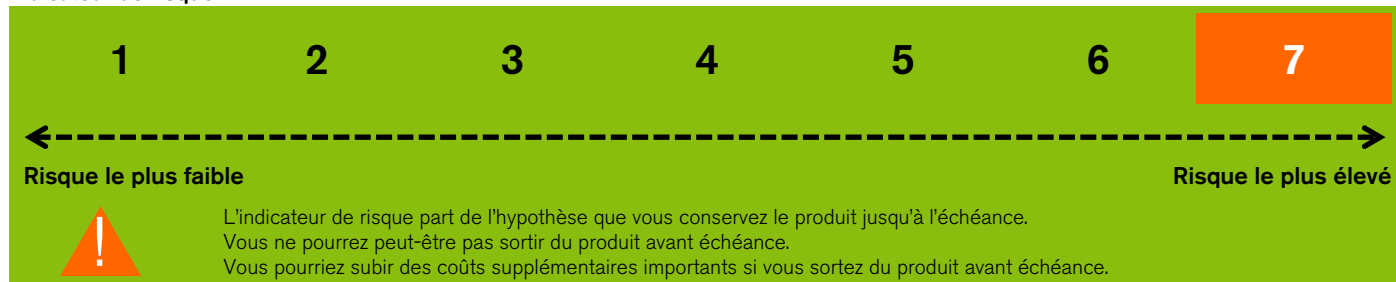 1 2 3 4 5 6 7
Risque le plus faible Risque le plus élevé
!
L'indicateur de risque part de l'hypothèse que vous conservez le produit jusqu'à l'échéance.
Vous ne pourrez peut-être pas sortir du produit avant échéance.
Vous pourriez subir des coûts supplémentaires importants si vous sortez du produit avant échéance.